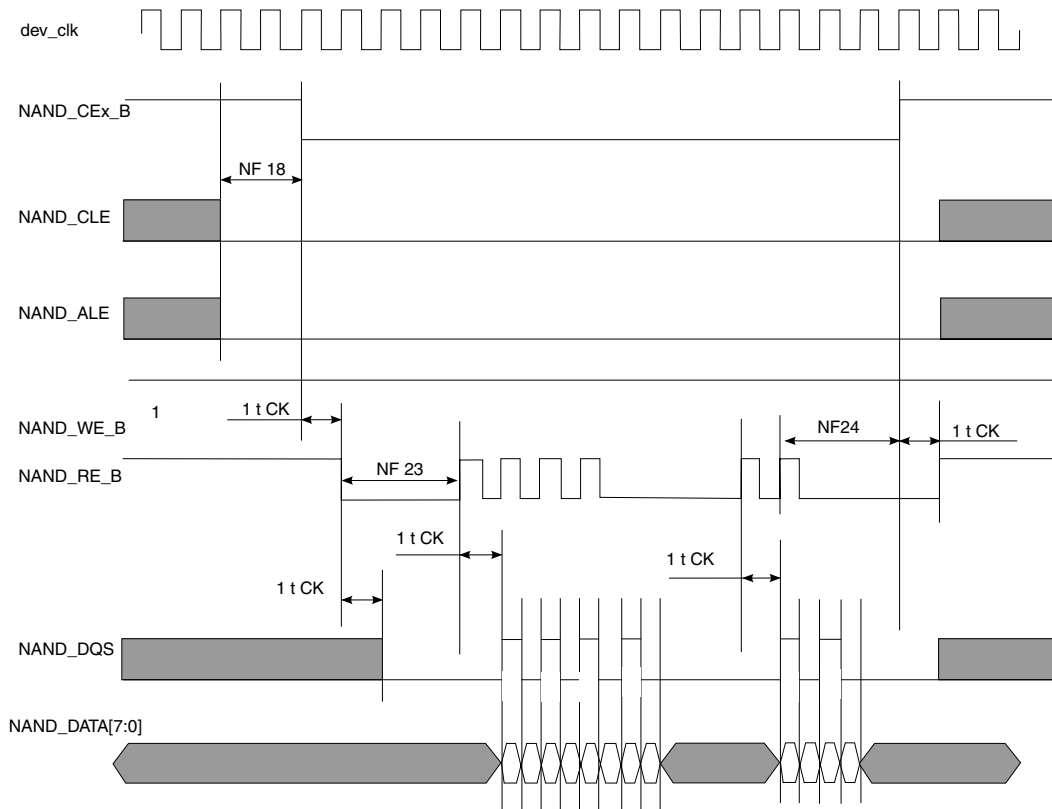 dev_clk
NAND_CEx_B
NF 18
NAND_CLE
NAND_ALE
1
1 t CK
NAND_WE_B
NF24
1 t CK
NAND_RE_B
NF 23
1 t CK
1 t CK
1 t CK
NAND_DQS
NAND_DATA[7:0]